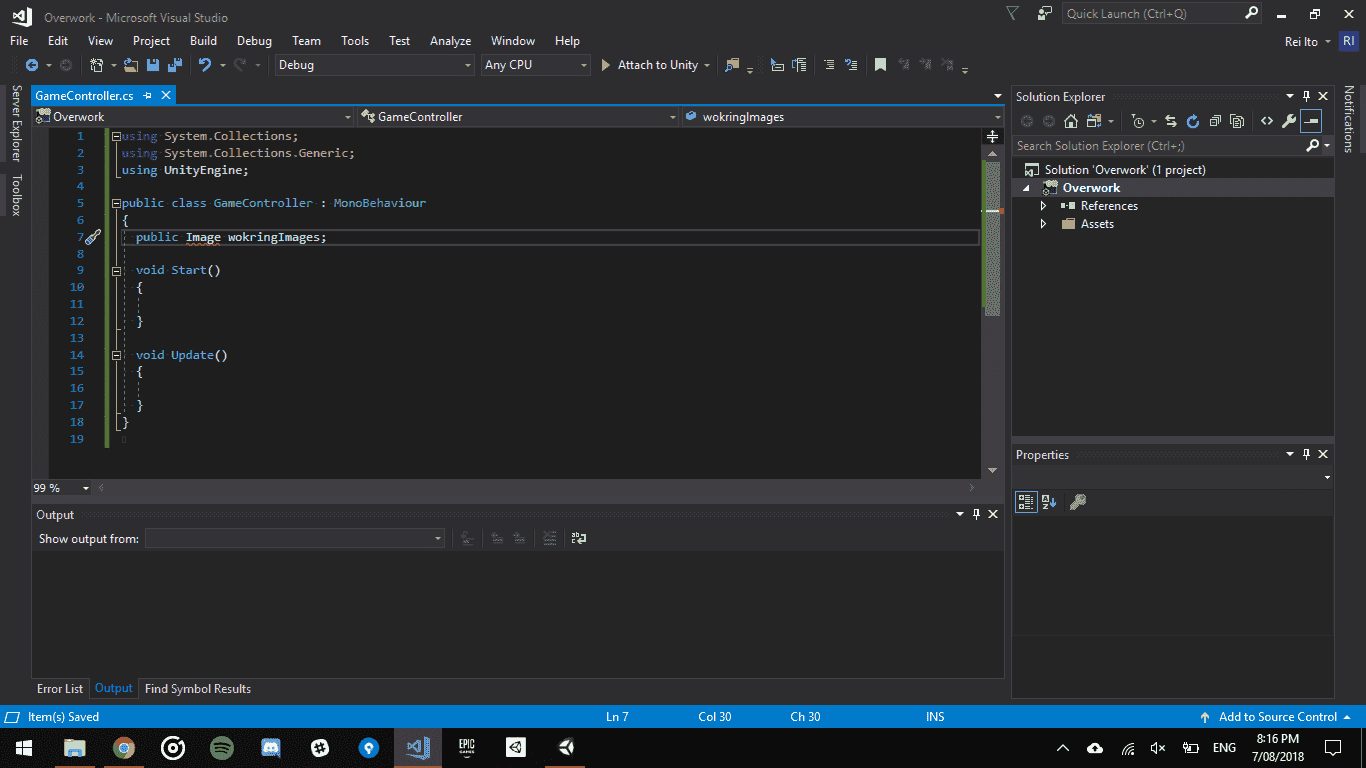 Overwork - Microsoft Visual Studio
Quick Launch (Ctrl+Q)
File Edit View Project Build Debug Team Tools Test Analyze Window Help
Rei Ito RI
Debug Any CPU Attach to Unity
Server Explorer
Toolbox
GameController.cs
Overwork GameController wokringImages
1 using System.Collections;
2 using System.Collections.Generic;
3 using UnityEngine;
4
5 public class GameController : MonoBehaviour
6 {
7 public Image wokringImages;
8
9 void Start()
10 {
11
12 }
13
14 void Update()
15 {
16
17 }
18 }
19
99 %
Output
Show output from:
Error List Output Find Symbol Results
Solution Explorer
Search Solution Explorer (Ctrl+;)
Solution 'Overwork' (1 project)
Overwork
References
Assets
Properties
Notifications
Item(s) Saved Ln 7 Col 30 Ch 30 INS Add to Source Control
EPIC
GAMES
ENG
8:16 PM
7/08/2018